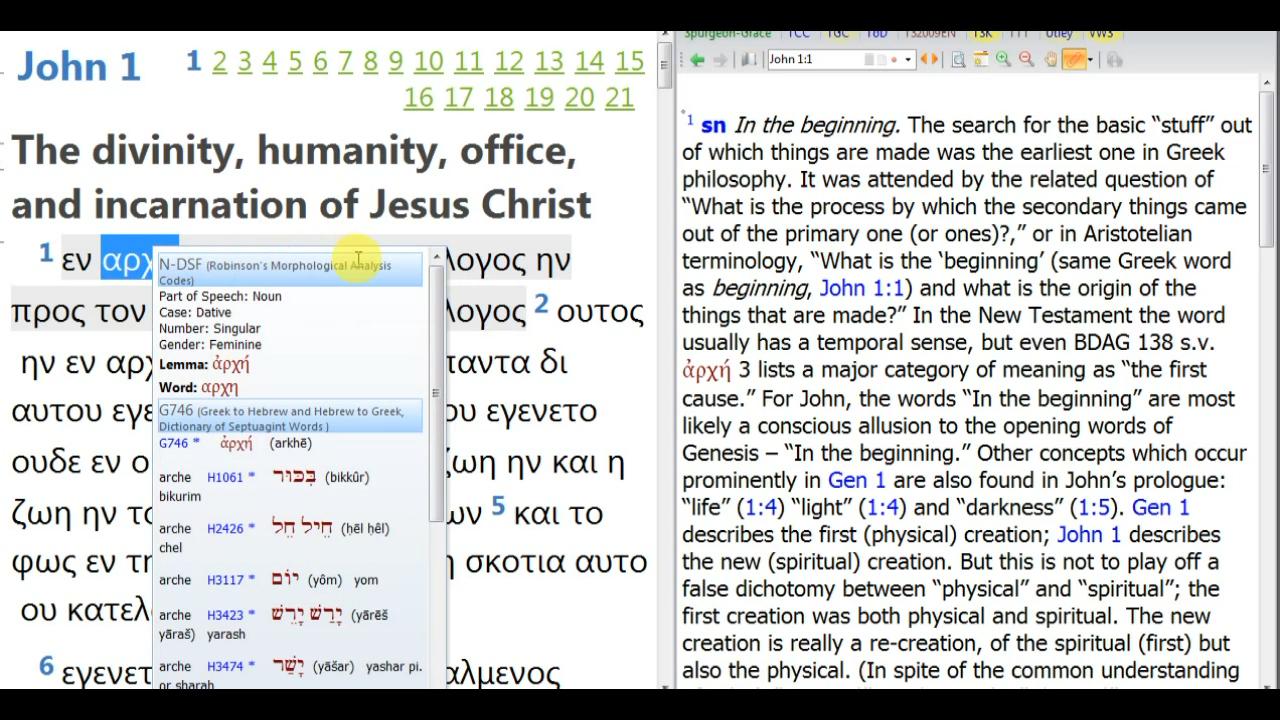 John 1 1 2 3 4 5 6 7 8 9 10 11 12 13 14 15
16 17 18 19 20 21
The divinity, humanity, office,
and incarnation of Jesus Christ
1 εν αρχ
λογος ην
προς τον
λογος 2 ουτος
ην εν αρχ
παντα δι
αυτου εγε
ου εγενετο
ουδε εν ο
ζωη ην και η
ζωη ην το
ων 5 και το
φως εν τη
η σκοτια αυτο
ου κατελ
6 εγενετ
αλμενος
N-DSF (Robinson's Morphological Analysis
Codes)
Part of Speech: Noun
Case: Dative
Number: Singular
Gender: Feminine
Lemma: ἀρχή
Word: αρχη
G746 (Greek to Hebrew and Hebrew to Greek,
Dictionary of Septuagint Words )
G746 * ἀρχή (arkhē)
arche H1061 * בִּכּוּר (bikkûr)
bikurim
arche H2426 * חֵיל חֵל (ḥêl ḥêl)
chel
arche H3117 * יוֹם (yôm) yom
arche H3423 * יָרַשׁ יָרֵשׁ (yārēš
yāraš) yarash
arche H3474 * יָשַׁר (yāšar) yashar pi.
or sharah
Spurgeon-Grace TCC TGC ToD TS2009EN TSK TTT Utley VWS
John 1:1
*1 sn In the beginning. The search for the basic “stuff” out
of which things are made was the earliest one in Greek
philosophy. It was attended by the related question of
“What is the process by which the secondary things came
out of the primary one (or ones)?,” or in Aristotelian
terminology, “What is the ‘beginning’ (same Greek word
as beginning, John 1:1) and what is the origin of the
things that are made?” In the New Testament the word
usually has a temporal sense, but even BDAG 138 s.v.
ἀρχή 3 lists a major category of meaning as “the first
cause.” For John, the words “In the beginning” are most
likely a conscious allusion to the opening words of
Genesis – “In the beginning.” Other concepts which occur
prominently in Gen 1 are also found in John’s prologue:
“life” (1:4) “light” (1:4) and “darkness” (1:5). Gen 1
describes the first (physical) creation; John 1 describes
the new (spiritual) creation. But this is not to play off a
false dichotomy between “physical” and “spiritual”; the
first creation was both physical and spiritual. The new
creation is really a re-creation, of the spiritual (first) but
also the physical. (In spite of the common understanding